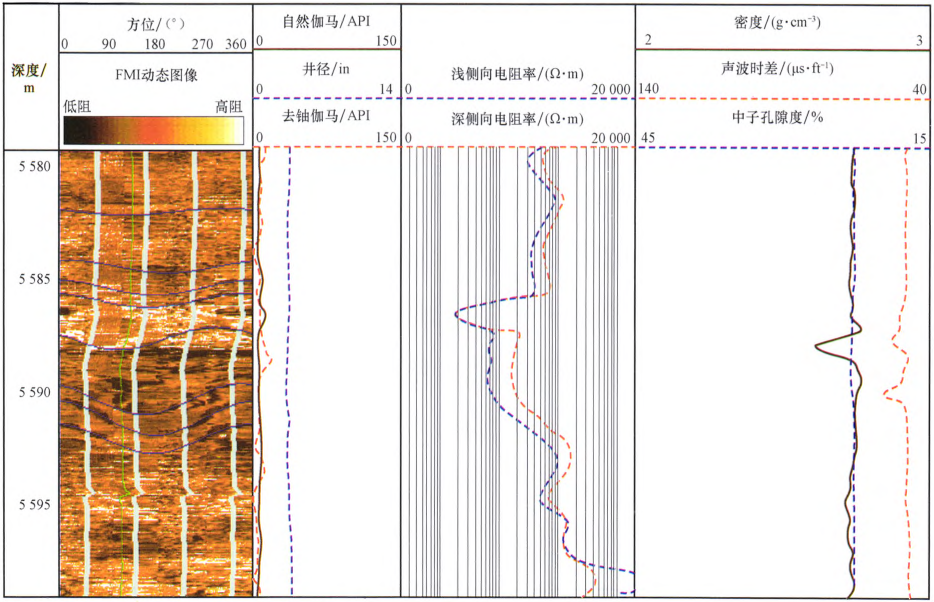 方位/(°)
0 90 180 270 360
自然伽马/API
0 150
密度/(g·cm⁻³)
2 3
深度/
m
FMI动态图像
低阻 高阻
井径/in
0 14
浅侧向电阻率/(Ω·m)
0 20 000
声波时差/(μs·ft⁻¹)
140 40
去铀伽马/API
0 150
深侧向电阻率/(Ω·m)
0 20 000
中子孔隙度/%
45 15
5 580
5 585
5 590
5 595